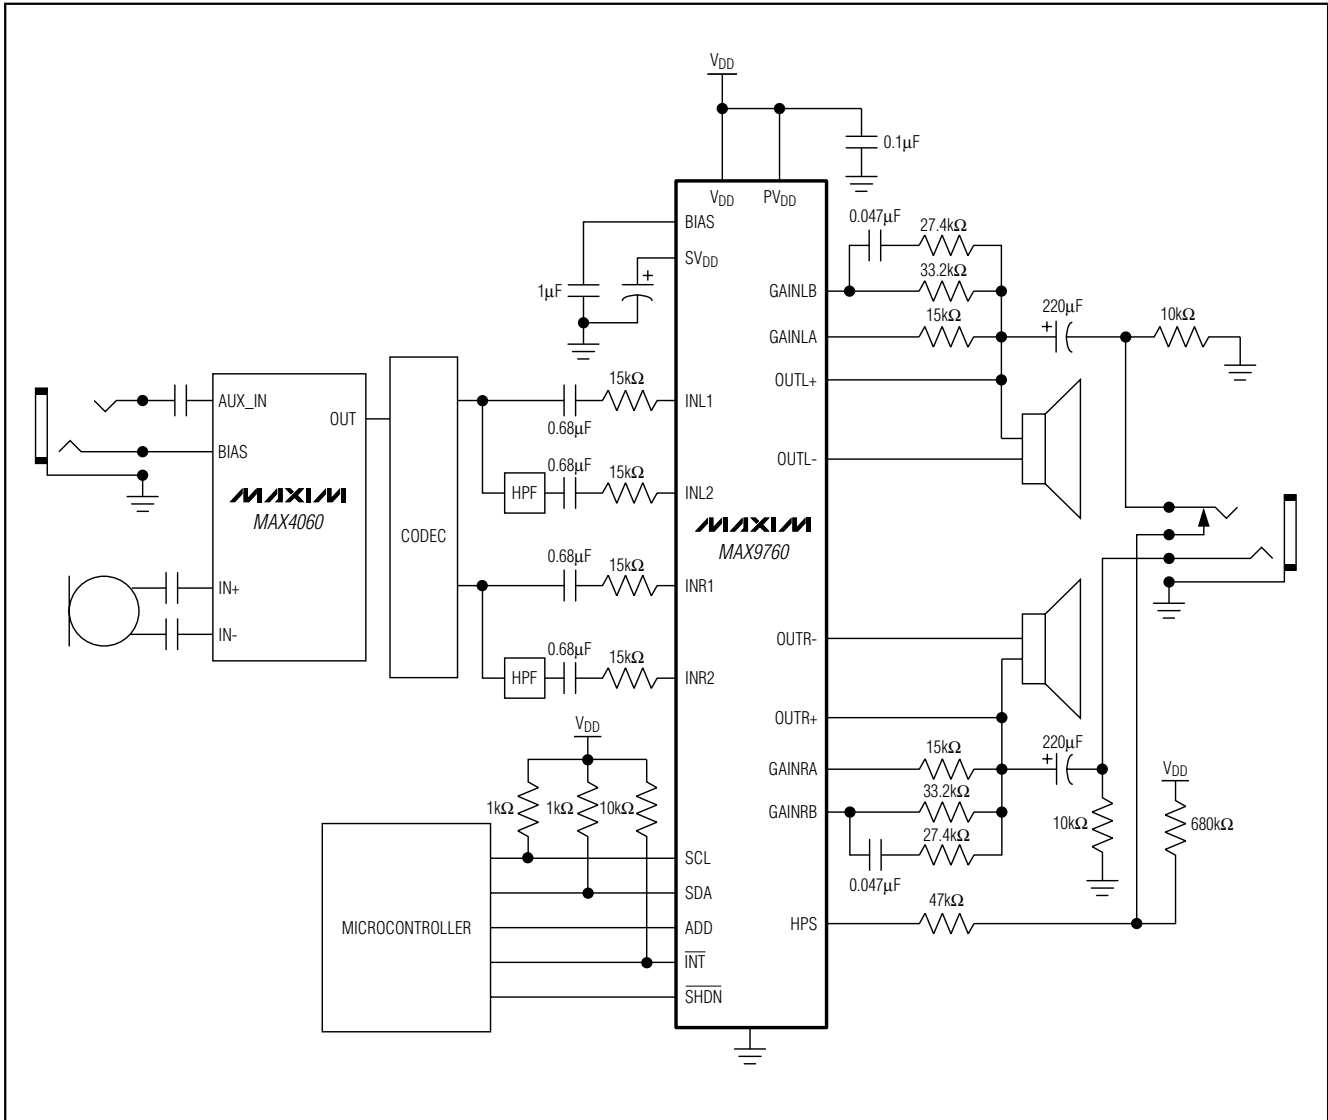 VDD
0.1µF
VDD PVDD
BIAS
SVDD
+
1µF
0.047µF
27.4kΩ
33.2kΩ
GAINLB
GAINLA
15kΩ
220µF
+
10kΩ
OUTL+
OUTL-
AUX_IN
BIAS
OUT
MAXIM
MAX4060
IN+
IN-
CODEC
15kΩ
0.68µF
INL1
HPF
0.68µF
15kΩ
INL2
MAXIM
MAX9760
0.68µF
15kΩ
INR1
HPF
0.68µF
15kΩ
INR2
OUTR-
OUTR+
GAINRA
15kΩ
220µF
+
GAINRB
33.2kΩ
27.4kΩ
0.047µF
10kΩ
VDD
680kΩ
HPS
47kΩ
VDD
1kΩ
1kΩ
10kΩ
MICROCONTROLLER
SCL
SDA
ADD
INT
SHDN